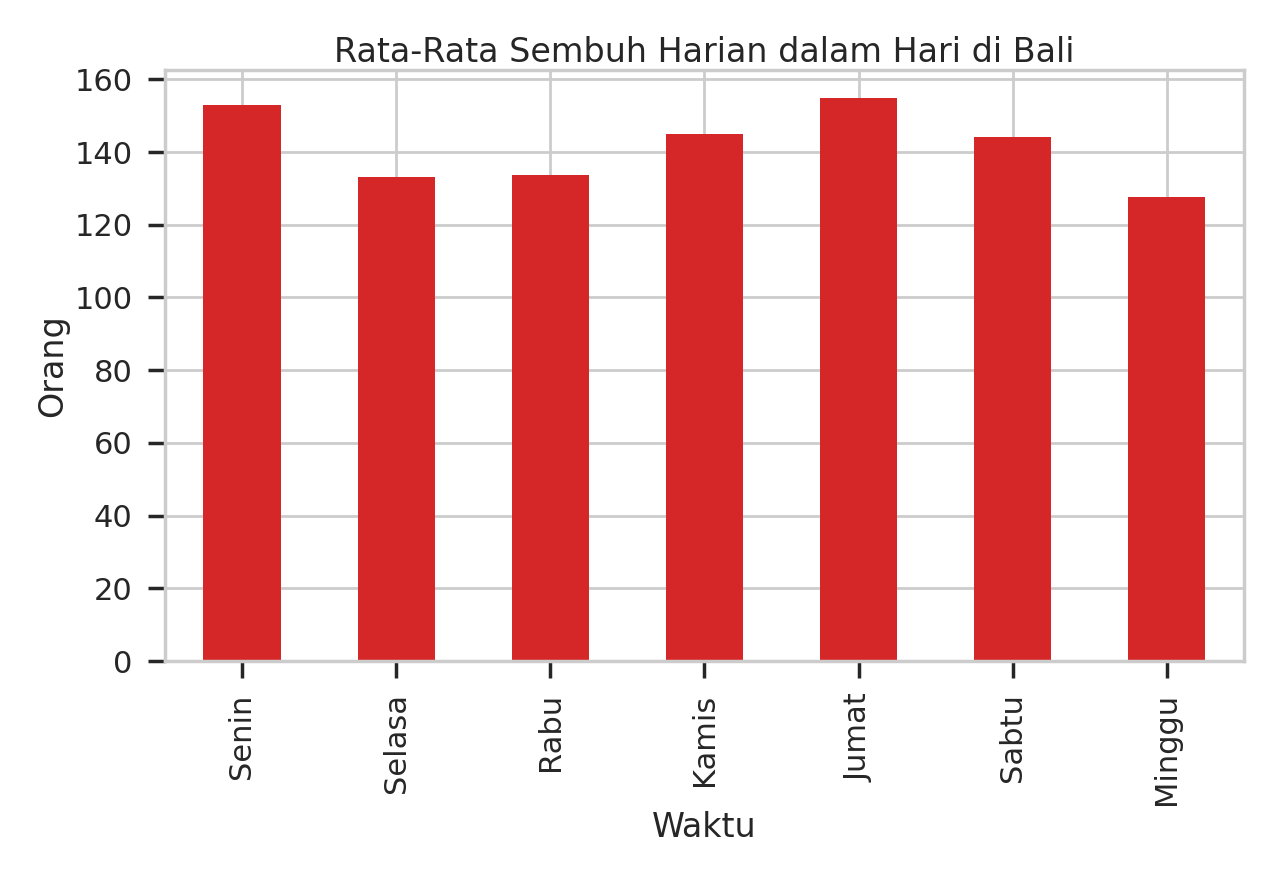 Rata-Rata Sembuh Harian dalam Hari di Bali
160
140
120
100
80
60
40
20
0
Orang
Senin
Selasa
Rabu
Kamis
Jumat
Sabtu
Minggu
Waktu